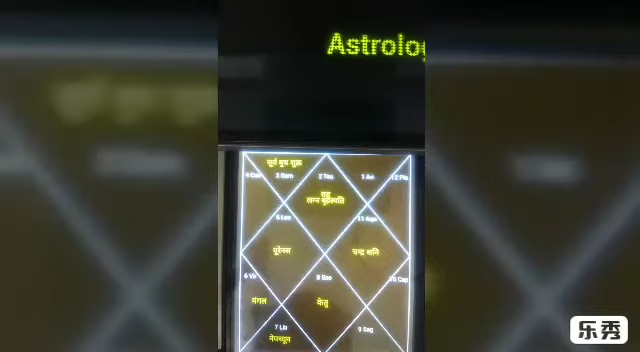 Astrolog
सूर्य बुध शुक्र
4 Can 3 Gem 2 Tau 1 Ari 12 Pis
राहु
लग्न बृहस्पति
5 Leo 11 Aqu
यूरेनस चन्द्र शनि
6 Vir 8 Sco 10 Cap
मंगल केतु
7 Lib 9 Sag
नेपच्यून
乐秀